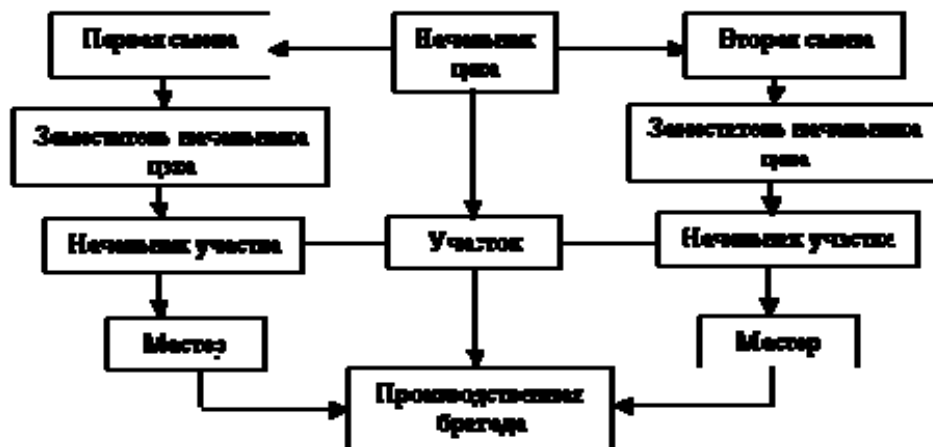 Первая смена
Начальник
цеха
Вторая смена
Заместитель начальника
цеха
Заместитель начальника
цеха
Начальник участка
Участок
Начальник участка
Мастер
Мастер
Производственная
бригада